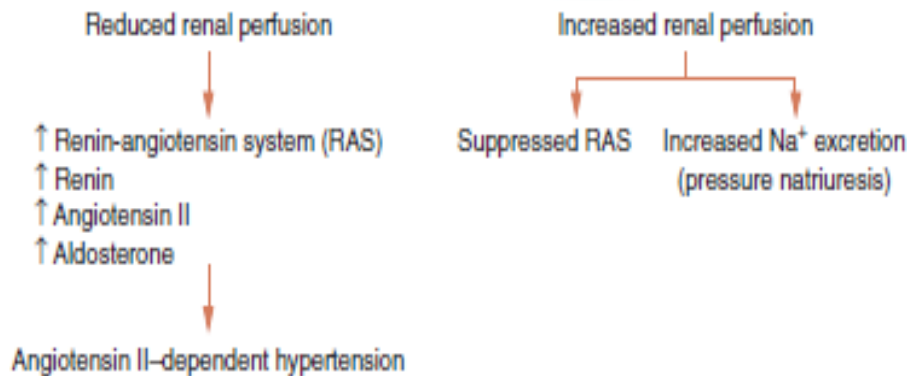 Reduced renal perfusion
↑ Renin-angiotensin system (RAS)
↑ Renin
↑ Angiotensin II
↑ Aldosterone
Angiotensin II–dependent hypertension
Increased renal perfusion
Suppressed RAS
Increased Na⁺ excretion
(pressure natriuresis)